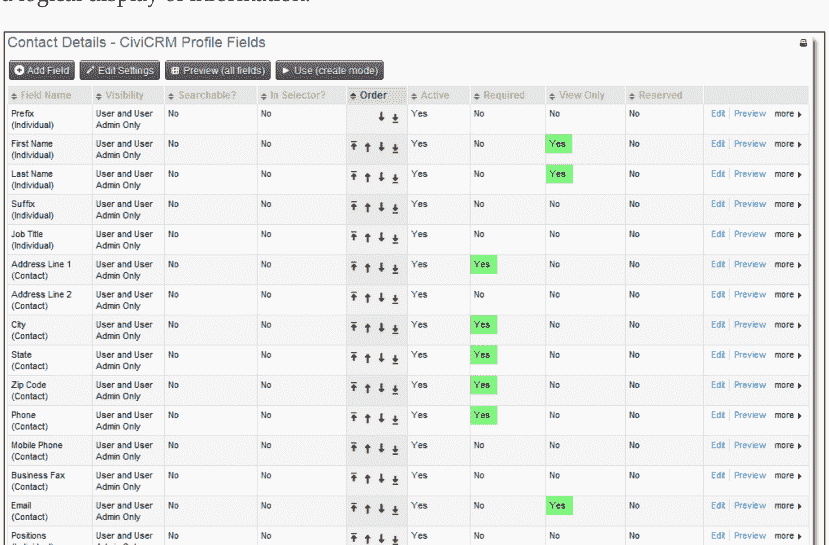 a logical display of information.
Contact Details - CiviCRM Profile Fields
Add Field Edit Settings Preview (all fields) Use (create mode)
Field Name Visibility Searchable? In Selector? Order Active Required View Only Reserved
Prefix User and User No No Yes No No No Edit Preview more
(Individual) Admin Only
First Name User and User No No Yes No Yes No Edit Preview more
(Individual) Admin Only
Last Name User and User No No Yes No Yes No Edit Preview more
(Individual) Admin Only
Suffix User and User No No Yes No No No Edit Preview more
(Individual) Admin Only
Job Title User and User No No Yes No No No Edit Preview more
(Individual) Admin Only
Address Line 1 User and User No No Yes Yes No No Edit Preview more
(Contact) Admin Only
Address Line 2 User and User No No Yes No No No Edit Preview more
(Contact) Admin Only
City User and User No No Yes Yes No No Edit Preview more
(Contact) Admin Only
State User and User No No Yes Yes No No Edit Preview more
(Contact) Admin Only
Zip Code User and User No No Yes Yes No No Edit Preview more
(Contact) Admin Only
Phone User and User No No Yes Yes No No Edit Preview more
(Contact) Admin Only
Mobile Phone User and User No No Yes No No No Edit Preview more
(Contact) Admin Only
Business Fax User and User No No Yes No No No Edit Preview more
(Contact) Admin Only
Email User and User No No Yes No Yes No Edit Preview more
(Contact) Admin Only
Positions User and User No No Yes No No No Edit Preview more